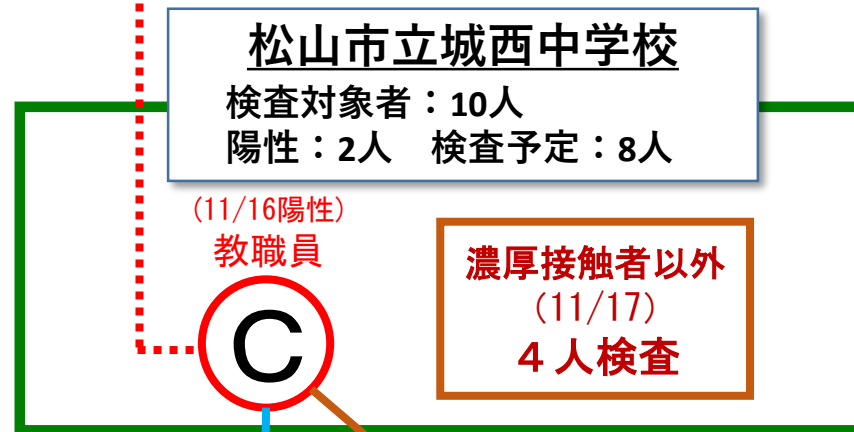 松山市立城西中学校
検査対象者：10人
陽性：2人　検査予定：8人
(11/16陽性)
教職員
C
濃厚接触者以外
(11/17)
４人検査